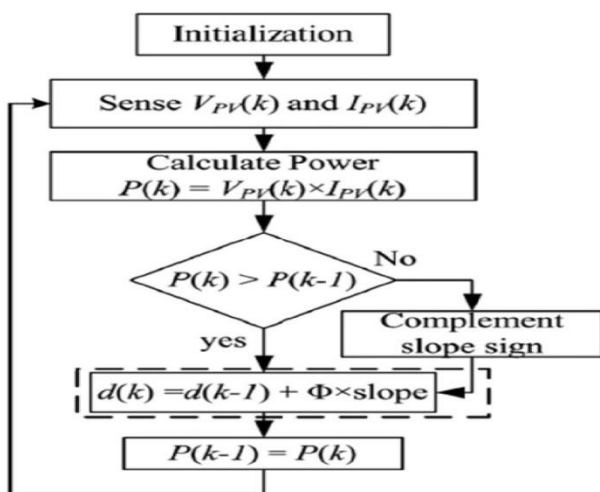 Initialization
Sense V_PV(k) and I_PV(k)
Calculate Power
P(k) = V_PV(k)×I_PV(k)
No
P(k) > P(k-1)
Complement
slope sign
yes
d(k) =d(k-1) + Φ×slope
P(k-1) = P(k)